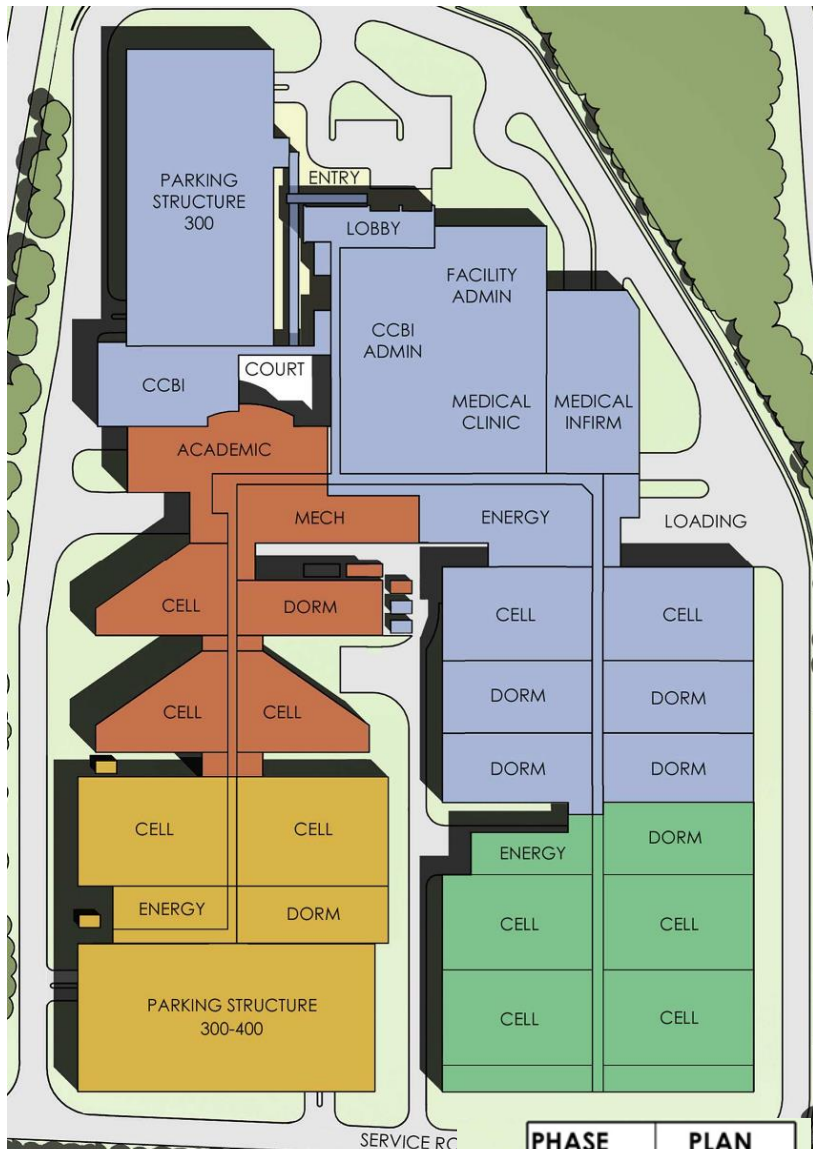 PARKING
STRUCTURE
300
ENTRY
LOBBY
FACILITY
ADMIN
CCBI
ADMIN
COURT
CCBI
MEDICAL
CLINIC
MEDICAL
INFIRM
ACADEMIC
MECH
ENERGY
LOADING
CELL
DORM
CELL
CELL
CELL
CELL
DORM
DORM
DORM
DORM
CELL
CELL
ENERGY
DORM
ENERGY
DORM
CELL
CELL
CELL
CELL
PARKING STRUCTURE
300-400
SERVICE
PHASE PLAN